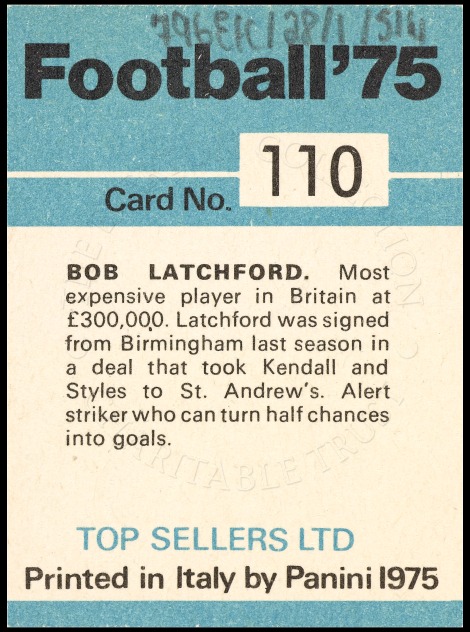 Football '75
Card No. 110
BOB LATCHFORD. Most
expensive player in Britain at
£300,000. Latchford was signed
from Birmingham last season in
a deal that took Kendall and
Styles to St. Andrew's. Alert
striker who can turn half chances
into goals.
CHARITABLE TRUST
TOP SELLERS LTD
Printed in Italy by Panini 1975